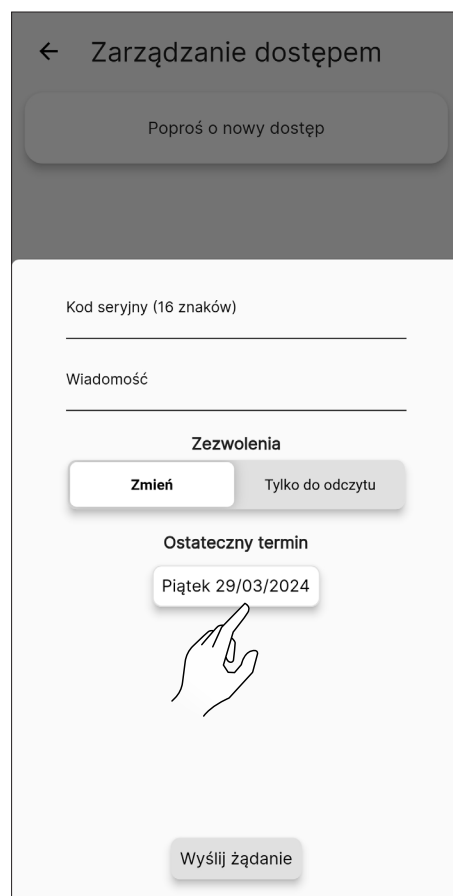 Zarządzanie dostępem
Poproś o nowy dostęp
Kod seryjny (16 znaków)
Wiadomość
Zezwolenia
Zmień
Tylko do odczytu
Ostateczny termin
Piątek 29/03/2024
Wyślij żądanie